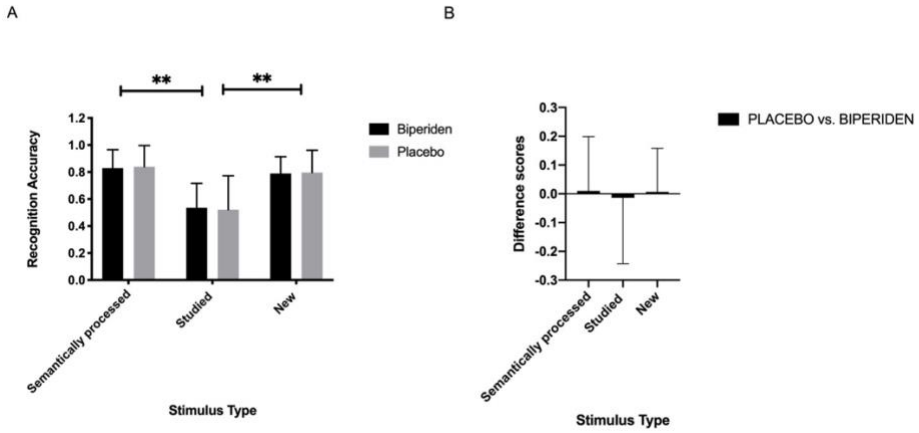 A
B
** **
1.2
1.0
0.8
0.6
0.4
0.2
0.0
Recognition Accuracy
Semantically processed
Studied
New
Stimulus Type
Biperiden
Placebo
0.3
0.2
0.1
0.0
-0.1
-0.2
-0.3
Difference scores
Semantically processed
Studied
New
Stimulus Type
PLACEBO vs. BIPERIDEN